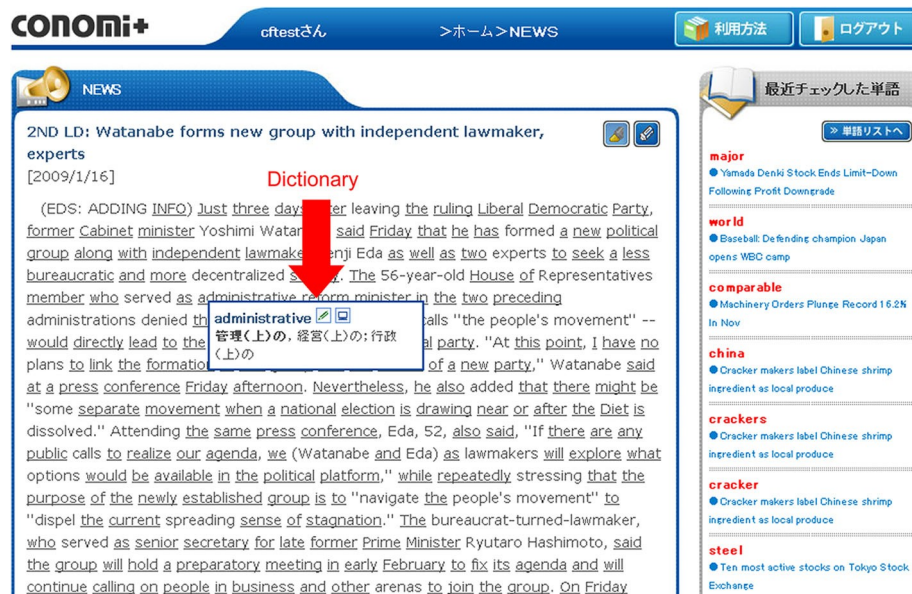 conomi+
cftestさん
>ホーム>NEWS
利用方法
ログアウト
NEWS
2ND LD: Watanabe forms new group with independent lawmaker,
experts
[2009/1/16]
Dictionary
(EDS: ADDING INFO) Just three days leaving the ruling Liberal Democratic Party,
former Cabinet minister Yoshimi said Friday that he has formed a new political
group along with independent lawmaker Eda as well as two experts to seek a less
bureaucratic and more decentralized The 56-year-old House of Representatives
member who served as administrative reform minister in the two preceding
administrations denied "the people's movement" --
would directly lead to the party. "At this point, I have no
plans to link the formation of a new party," Watanabe said
at a press conference Friday afternoon. Nevertheless, he also added that there might be
"some separate movement when a national election is drawing near or after the Diet is
dissolved." Attending the same press conference, Eda, 52, also said, "If there are any
public calls to realize our agenda, we (Watanabe and Eda) as lawmakers will explore what
options would be available in the political platform," while repeatedly stressing that the
purpose of the newly established group is to "navigate the people's movement" to
"dispel the current spreading sense of stagnation." The bureaucrat-turned-lawmaker,
who served as senior secretary for late former Prime Minister Ryutaro Hashimoto, said
the group will hold a preparatory meeting in early February to fix its agenda and will
continue calling on people in business and other arenas to join the group. On Friday
administrative
管理(上)の, 経営(上)の; 行政
(上)の
最近チェックした単語
≫ 単語リストへ
major
● Yamada Denki Stock Ends Limit-Down
Following Profit Downgrade
world
● Baseball: Defending champion Japan
opens WBC camp
comparable
● Machinery Orders Plunge Record 16.2%
In Nov
china
● Cracker makers label Chinese shrimp
ingredient as local produce
crackers
● Cracker makers label Chinese shrimp
ingredient as local produce
cracker
● Cracker makers label Chinese shrimp
ingredient as local produce
steel
● Ten most active stocks on Tokyo Stock
Exchange